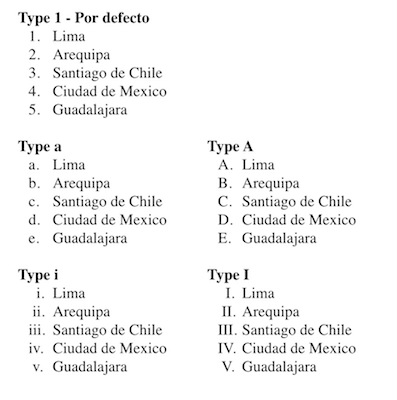 Type 1 - Por defecto
1. Lima
2. Arequipa
3. Santiago de Chile
4. Ciudad de Mexico
5. Guadalajara
Type a
a. Lima
b. Arequipa
c. Santiago de Chile
d. Ciudad de Mexico
e. Guadalajara
Type A
A. Lima
B. Arequipa
C. Santiago de Chile
D. Ciudad de Mexico
E. Guadalajara
Type i
i. Lima
ii. Arequipa
iii. Santiago de Chile
iv. Ciudad de Mexico
v. Guadalajara
Type I
I. Lima
II. Arequipa
III. Santiago de Chile
IV. Ciudad de Mexico
V. Guadalajara